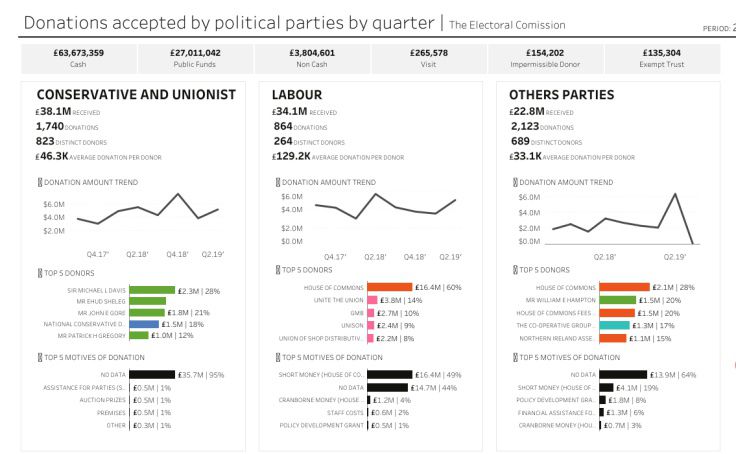 Donations accepted by political parties by quarter | The Electoral Comission
PERIOD: 2
£63,673,359 £27,011,042 £3,804,601 £265,578 £154,202 £135,304
Cash Public Funds Non Cash Visit Impermissible Donor Exempt Trust
CONSERVATIVE AND UNIONIST
£38.1M RECEIVED
1,740 DONATIONS
823 DISTINCT DONORS
£46.3K AVERAGE DONATION PER DONOR
DONATION AMOUNT TREND
$6.0M
$4.0M
$2.0M
Q4.17' Q2.18' Q4.18' Q2.19'
TOP 5 DONORS
SIR MICHAEL L DAVIS £2.3M | 28%
MR EHUD SHELEG
MR JOHN E GORE £1.8M | 21%
NATIONAL CONSERVATIVE D.. £1.5M | 18%
MR PATRICK H GREGORY £1.0M | 12%
TOP 5 MOTIVES OF DONATION
NO DATA £35.7M | 95%
ASSISTANCE FOR PARTIES (S.. £0.5M | 1%
AUCTION PRIZES £0.5M | 1%
PREMISES £0.5M | 1%
OTHER £0.3M | 1%
LABOUR
£34.1M RECEIVED
864 DONATIONS
264 DISTINCT DONORS
£129.2K AVERAGE DONATION PER DONOR
DONATION AMOUNT TREND
$6.0M
$4.0M
$2.0M
$0.0M
Q4.17' Q2.18' Q4.18' Q2.19'
TOP 5 DONORS
HOUSE OF COMMONS £16.4M | 60%
UNITE THE UNION £3.8M | 14%
GMB £2.7M | 10%
UNISON £2.4M | 9%
UNION OF SHOP DISTRIBUTIV.. £2.2M | 8%
TOP 5 MOTIVES OF DONATION
SHORT MONEY (HOUSE OF CO.. £16.4M | 49%
NO DATA £14.7M | 44%
CRANBORNE MONEY (HOUSE .. £1.2M | 4%
STAFF COSTS £0.6M | 2%
POLICY DEVELOPMENT GRANT £0.5M | 1%
OTHERS PARTIES
£22.8M RECEIVED
2,123 DONATIONS
689 DISTINCT DONORS
£33.1K AVERAGE DONATION PER DONOR
DONATION AMOUNT TREND
$6.0M
$4.0M
$2.0M
$0.0M
Q2.18' Q2.19'
TOP 5 DONORS
HOUSE OF COMMONS £2.1M | 28%
MR WILLIAM E HAMPTON £1.5M | 20%
HOUSE OF COMMONS FEES .. £1.5M | 20%
THE CO-OPERATIVE GROUP .. £1.3M | 17%
NORTHERN IRELAND ASSE.. £1.1M | 15%
TOP 5 MOTIVES OF DONATION
NO DATA £13.9M | 64%
SHORT MONEY (HOUSE OF.. £4.1M | 19%
POLICY DEVELOPMENT GRA.. £1.8M | 8%
FINANCIAL ASSISTANCE FO.. £1.3M | 6%
CRANBORNE MONEY (HOU.. £0.7M | 3%